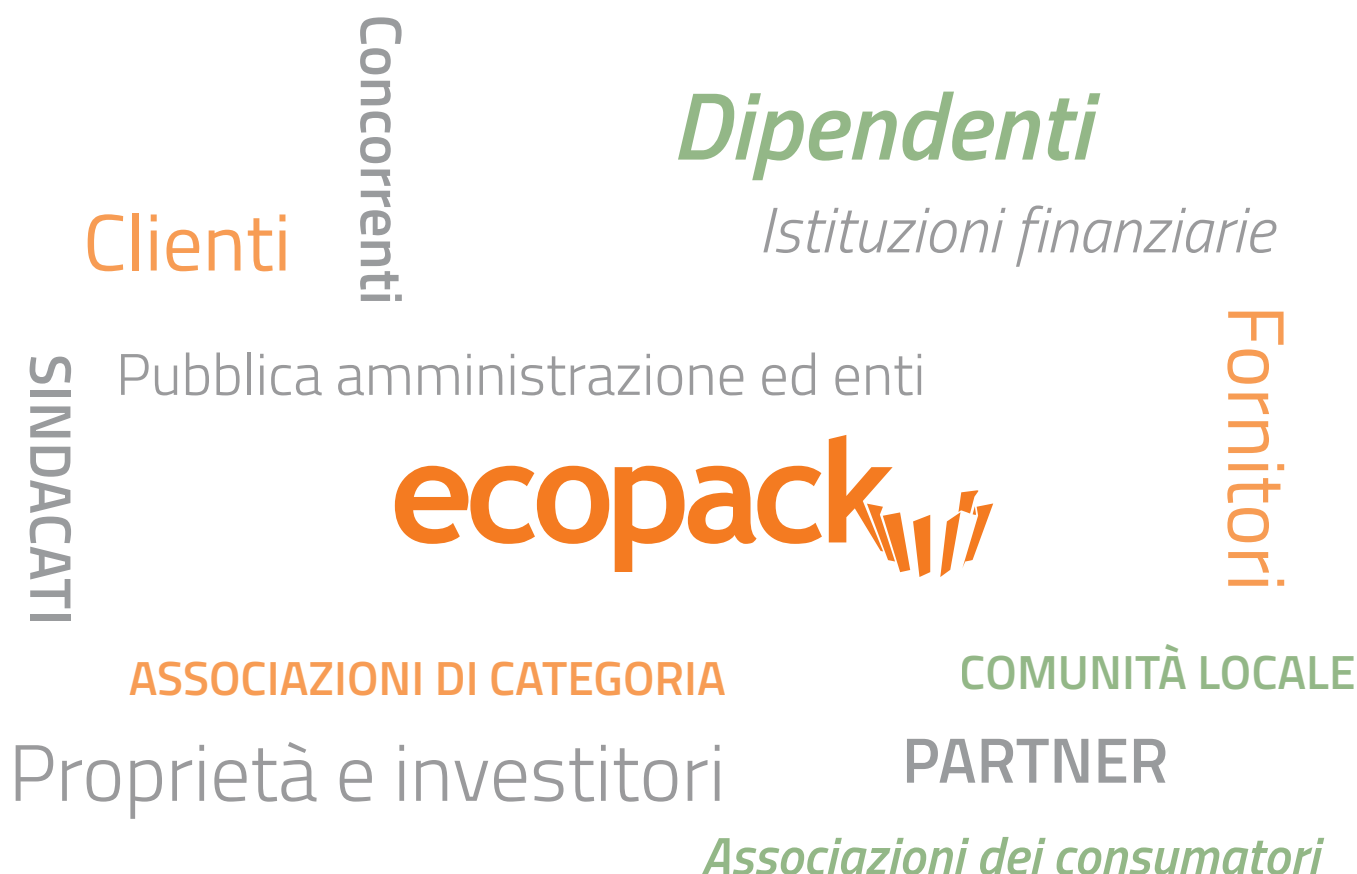 Concorrenti
Dipendenti
Clienti
Istituzioni finanziarie
Fornitori
SINDACATI
Pubblica amministrazione ed enti
ecopack
ASSOCIAZIONI DI CATEGORIA
COMUNITÀ LOCALE
Proprietà e investitori
PARTNER
Associazioni dei consumatori